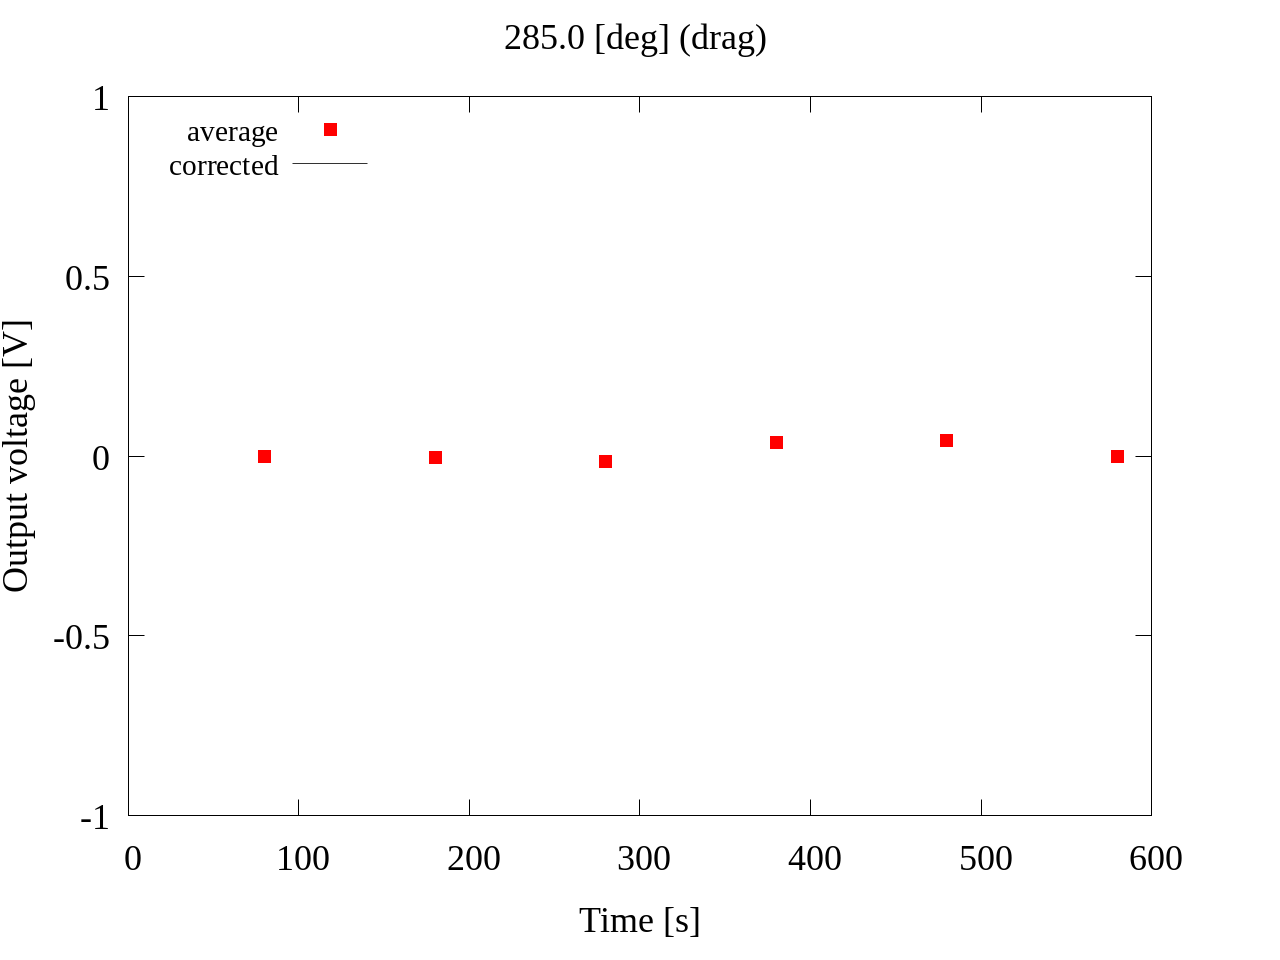 285.0 [deg] (drag)
average
corrected
1
0.5
0
-0.5
-1
Output voltage [V]
0 100 200 300 400 500 600
Time [s]